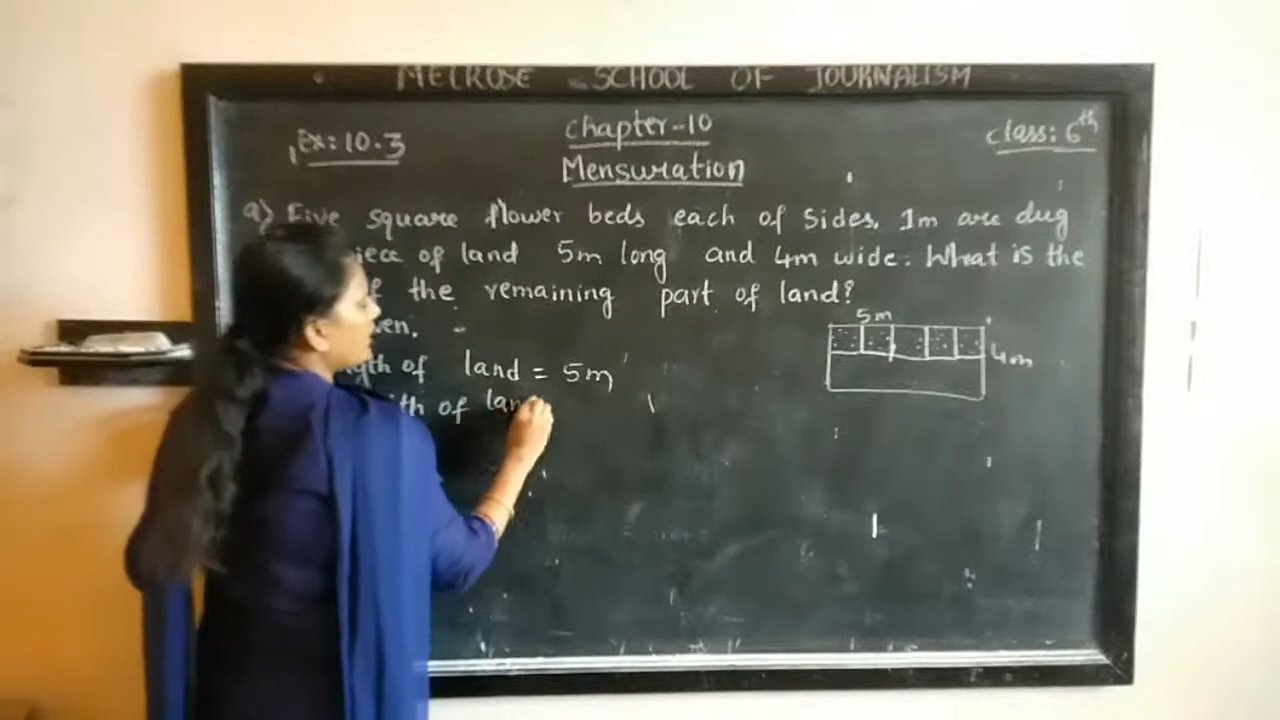 MELROSE SCHOOL OF JOURNALISM
Ex: 10.3
Chapter-10
Mensuration
class: 6th
9) Five square flower beds each of Sides, 1m are dug
of land 5m long and 4m wide. What is the
the remaining part of land?
land = 5m
of
5m
4m